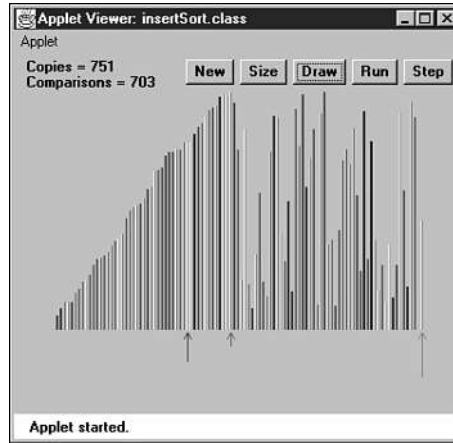 Applet Viewer: insertSort.class
Applet
Copies = 751
Comparisons = 703
New Size Draw Run Step
Applet started.